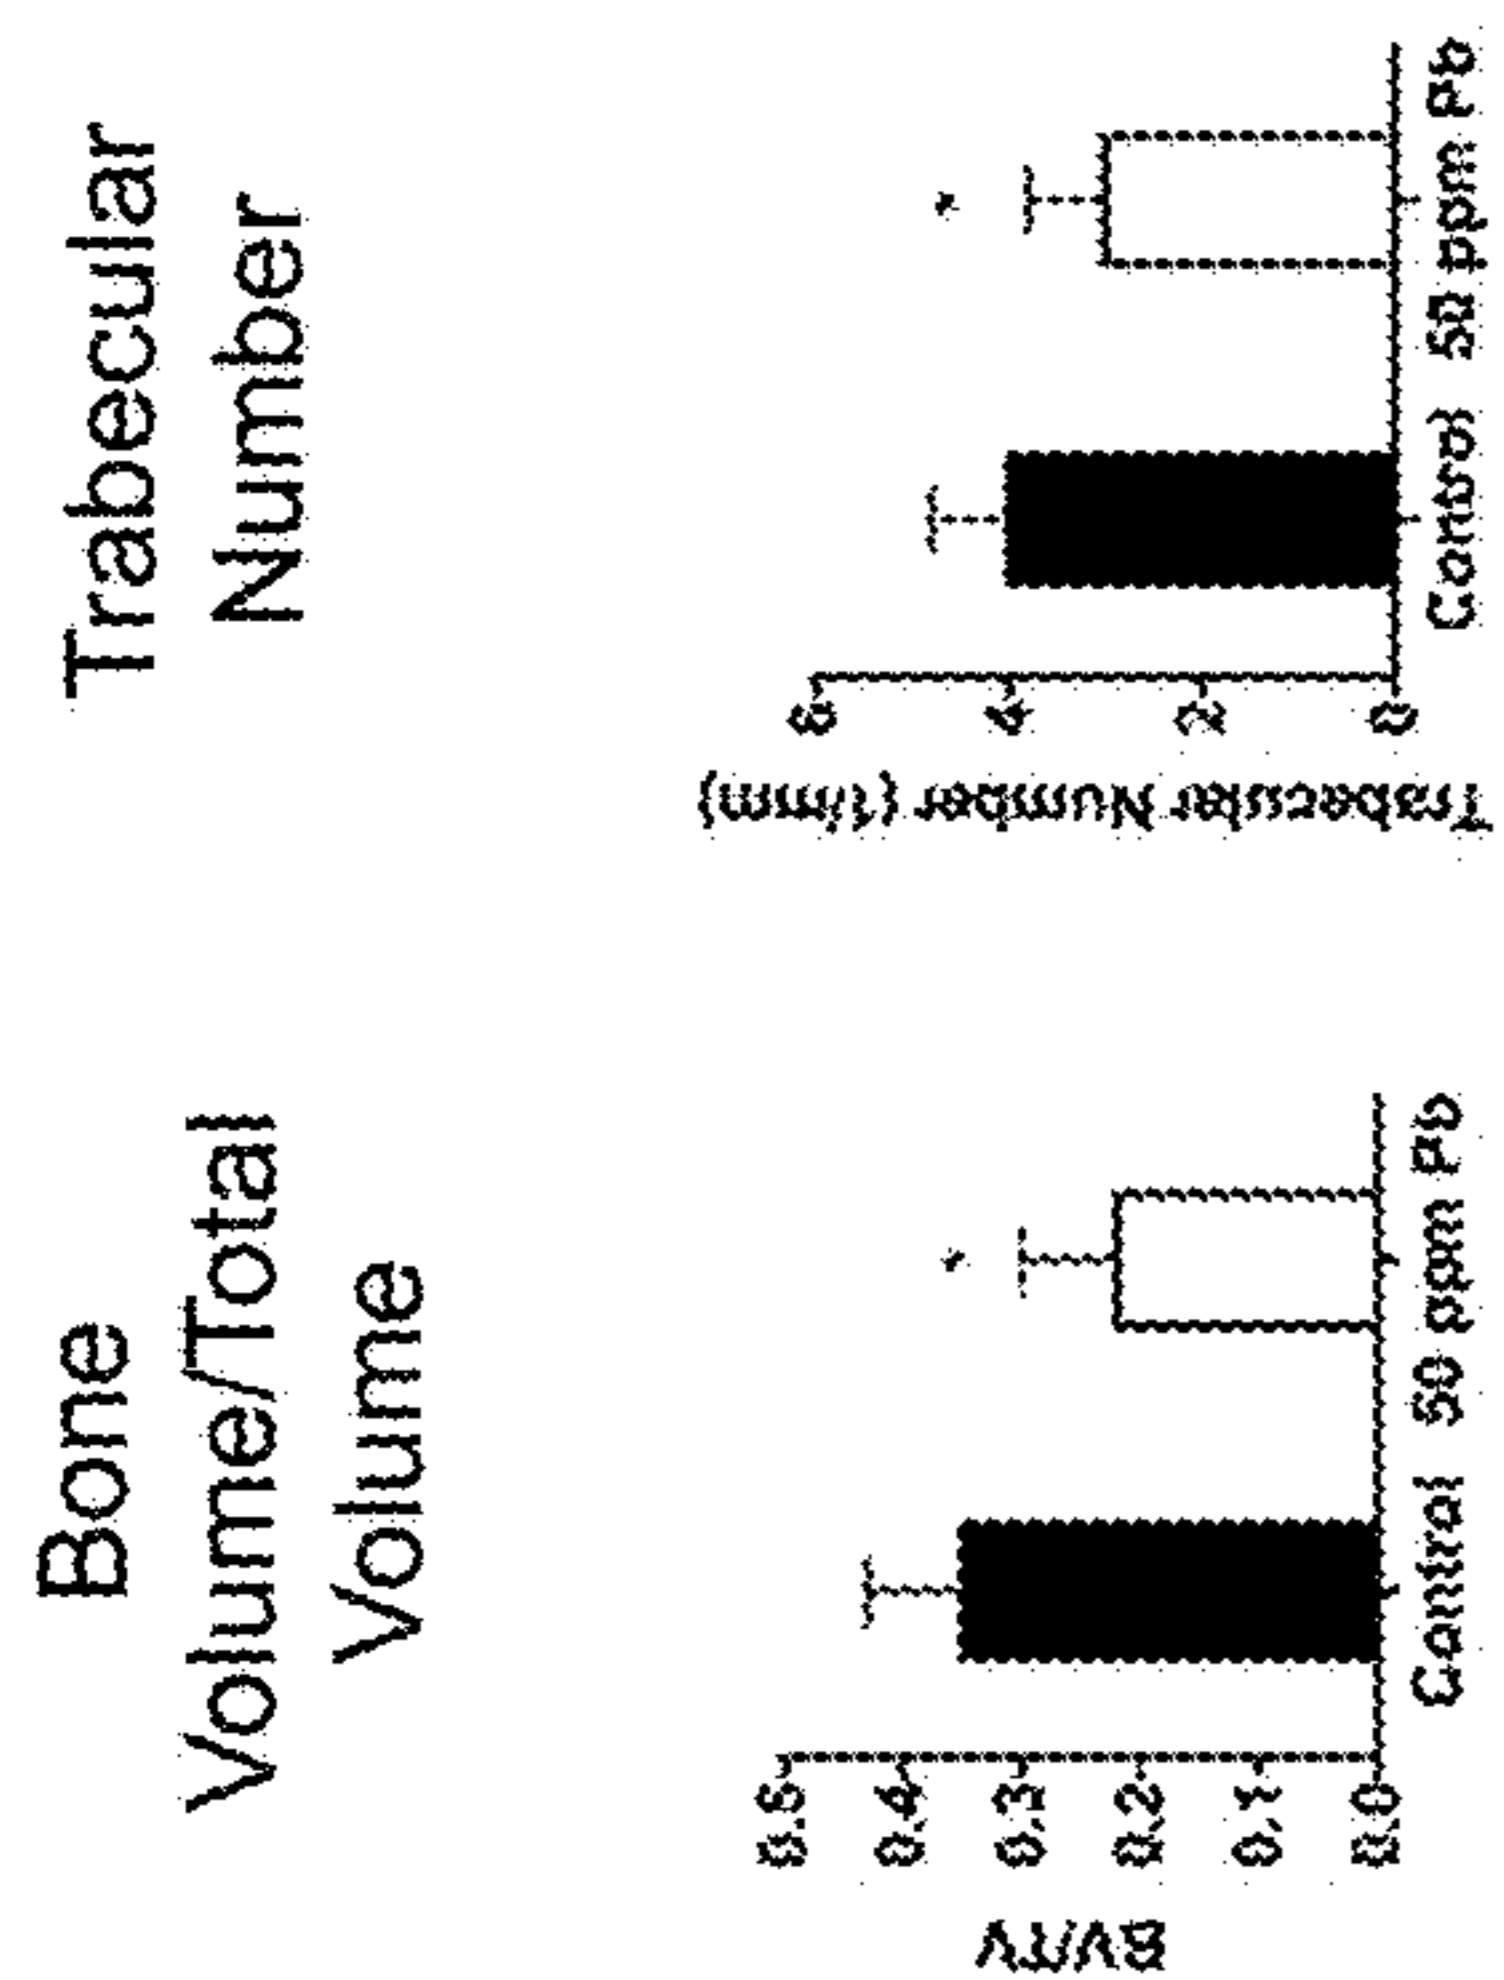 Bone
Volume/Total
Volume
BV/TV
0.5
0.4
0.3
0.2
0.1
0.0
Control 50 ppm Pb
*
Trabecular
Number
Trabecular Number (1/mm)
6
4
2
0
Control 50 ppm Pb
*